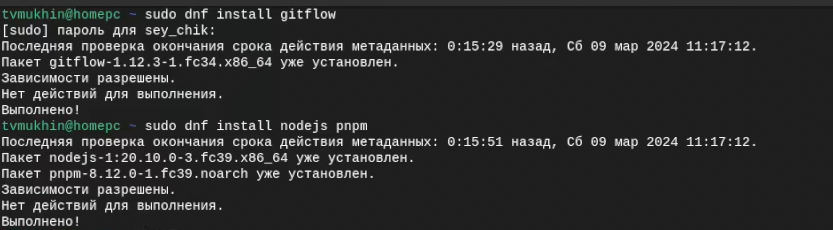 tvmukhin@homepc ~ sudo dnf install gitflow
[sudo] пароль для sey_chik:
Последняя проверка окончания срока действия метаданных: 0:15:29 назад, Сб 09 мар 2024 11:17:12.
Пакет gitflow-1.12.3-1.fc34.x86_64 уже установлен.
Зависимости разрешены.
Нет действий для выполнения.
Выполнено!
tvmukhin@homepc ~ sudo dnf install nodejs pnpm
Последняя проверка окончания срока действия метаданных: 0:15:51 назад, Сб 09 мар 2024 11:17:12.
Пакет nodejs-1:20.10.0-3.fc39.x86_64 уже установлен.
Пакет pnpm-8.12.0-1.fc39.noarch уже установлен.
Зависимости разрешены.
Нет действий для выполнения.
Выполнено!